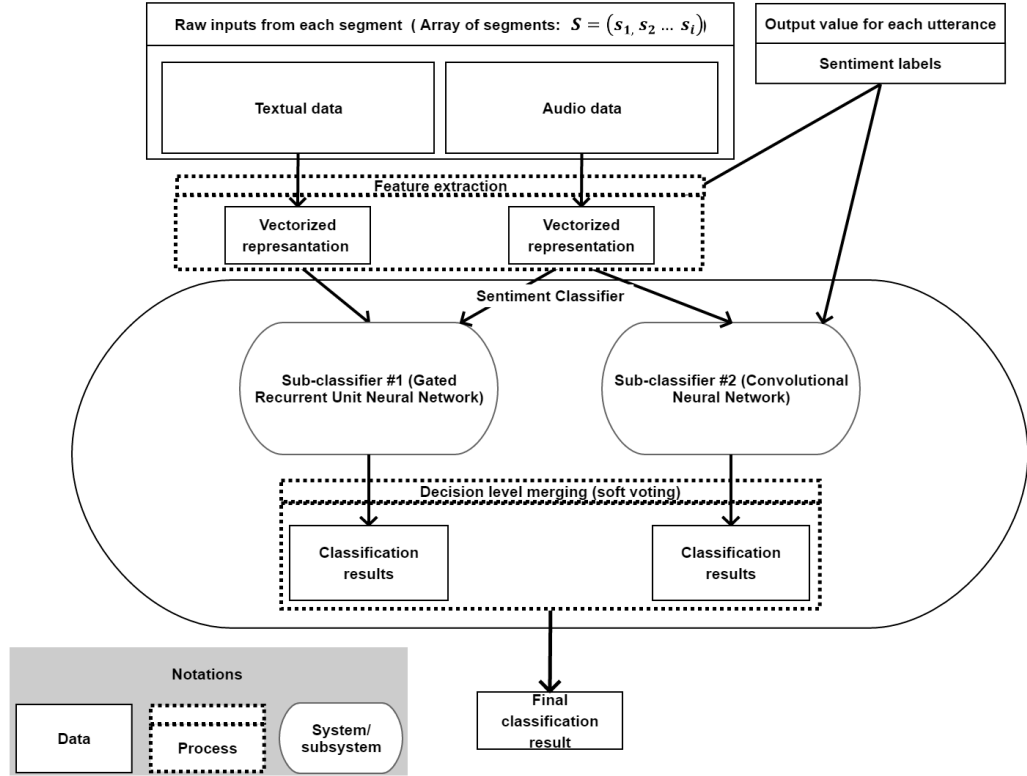 Raw inputs from each segment ( Array of segments: S = (s₁, s₂ ... sᵢ))
Output value for each utterance
Sentiment labels
Textual data
Audio data
Feature extraction
Vectorized
represantation
Vectorized
representation
Sentiment Classifier
Sub-classifier #1 (Gated
Recurrent Unit Neural Network)
Sub-classifier #2 (Convolutional
Neural Network)
Decision level merging (soft voting)
Classification
results
Classification
results
Final
classification
result
Notations
Data
Process
System/
subsystem